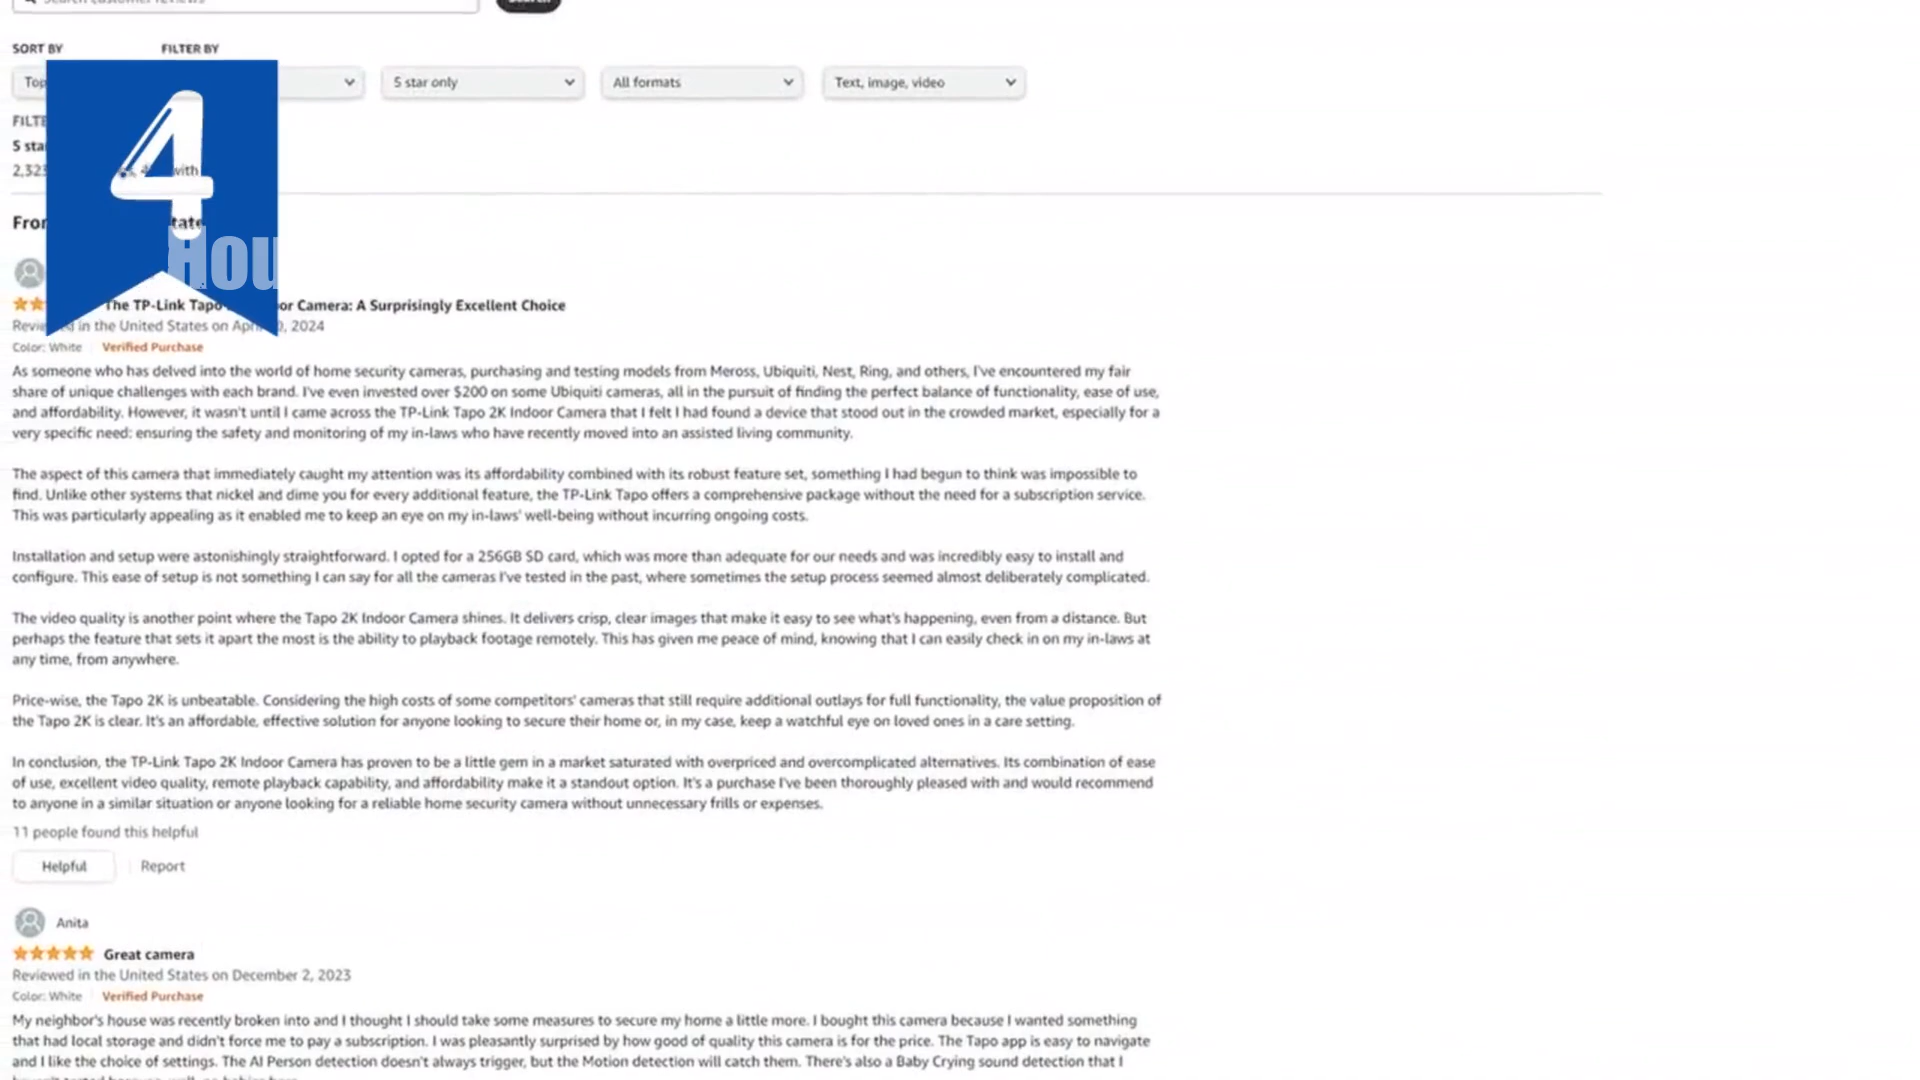 SORT BY FILTER BY
Top 5 star only All formats Text, image, video
4
5 sta
2,323 with
From tate
Hou
The TP-Link Tapo or Camera: A Surprisingly Excellent Choice
in the United States on 2024
Color: White Verified Purchase
As someone who has delved into the world of home security cameras, purchasing and testing models from Meross, Ubiquiti, Nest, Ring, and others, I've encountered my fair
share of unique challenges with each brand. I've even invested over $200 on some Ubiquiti cameras, all in the pursuit of finding the perfect balance of functionality, ease of use,
and affordability. However, it wasn't until I came across the TP-Link Tapo 2K Indoor Camera that I felt I had found a device that stood out in the crowded market, especially for a
very specific need: ensuring the safety and monitoring of my in-laws who have recently moved into an assisted living community.
The aspect of this camera that immediately caught my attention was its affordability combined with its robust feature set, something I had begun to think was impossible to
find. Unlike other systems that nickel and dime you for every additional feature, the TP-Link Tapo offers a comprehensive package without the need for a subscription service.
This was particularly appealing as it enabled me to keep an eye on my in-laws' well-being without incurring ongoing costs.
Installation and setup were astonishingly straightforward. I opted for a 256GB SD card, which was more than adequate for our needs and was incredibly easy to install and
configure. This ease of setup is not something I can say for all the cameras I've tested in the past, where sometimes the setup process seemed almost deliberately complicated.
The video quality is another point where the Tapo 2K Indoor Camera shines. It delivers crisp, clear images that make it easy to see what's happening, even from a distance. But
perhaps the feature that sets it apart the most is the ability to playback footage remotely. This has given me peace of mind, knowing that I can easily check in on my in-laws at
any time, from anywhere.
Price-wise, the Tapo 2K is unbeatable. Considering the high costs of some competitors' cameras that still require additional outlays for full functionality, the value proposition of
the Tapo 2K is clear. It's an affordable, effective solution for anyone looking to secure their home or, in my case, keep a watchful eye on loved ones in a care setting.
In conclusion, the TP-Link Tapo 2K Indoor Camera has proven to be a little gem in a market saturated with overpriced and overcomplicated alternatives. Its combination of ease
of use, excellent video quality, remote playback capability, and affordability make it a standout option. It's a purchase I've been thoroughly pleased with and would recommend
to anyone in a similar situation or anyone looking for a reliable home security camera without unnecessary frills or expenses.
11 people found this helpful
Helpful Report
Anita
Great camera
Reviewed in the United States on December 2, 2023
Color: White Verified Purchase
My neighbor's house was recently broken into and I thought I should take some measures to secure my home a little more. I bought this camera because I wanted something
that had local storage and didn't force me to pay a subscription. I was pleasantly surprised by how good of quality this camera is for the price. The Tapo app is easy to navigate
and I like the choice of settings. The AI Person detection doesn't always trigger, but the Motion detection will catch them. There's also a Baby Crying sound detection that I